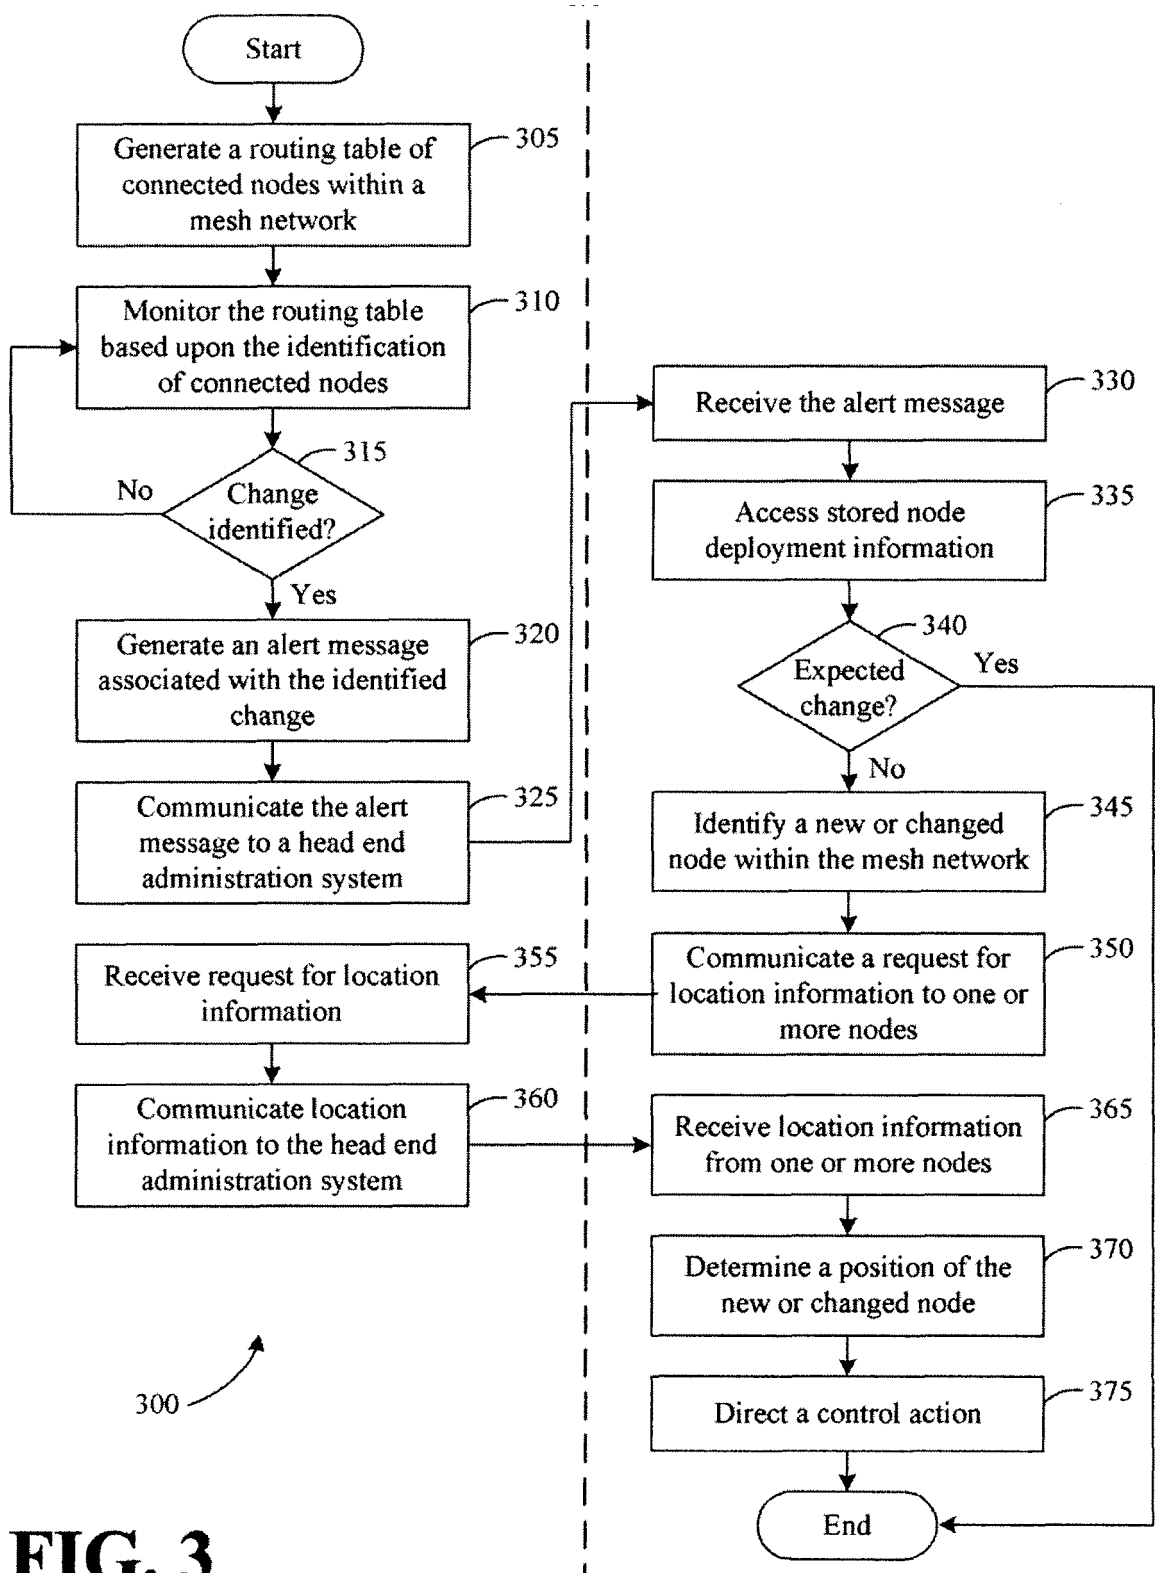 Start
305
Generate a routing table of
connected nodes within a
mesh network
310
Monitor the routing table
based upon the identification
of connected nodes
315
No
Change
identified?
Yes
320
Generate an alert message
associated with the identified
change
325
Communicate the alert
message to a head end
administration system
330
Receive the alert message
335
Access stored node
deployment information
340
Expected
change?
Yes
No
345
Identify a new or changed
node within the mesh network
350
Communicate a request for
location information to one or
more nodes
355
Receive request for location
information
360
Communicate location
information to the head end
administration system
365
Receive location information
from one or more nodes
370
Determine a position of the
new or changed node
375
Direct a control action
End
300
FIG. 3